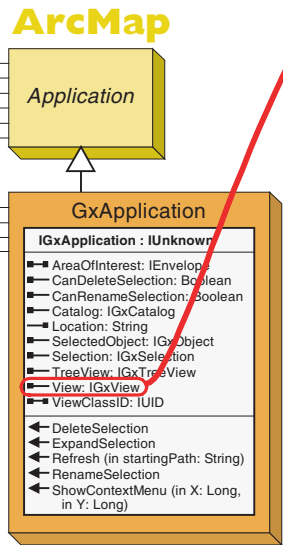 ArcMap
Application
GxApplication
IGxApplication : IUnknown
AreaOfInterest: IEnvelope
CanDeleteSelection: Boolean
CanRenameSelection: Boolean
Catalog: IGxCatalog
Location: String
SelectedObject: IGxObject
Selection: IGxSelection
TreeView: IGxTreeView
View: IGxView
ViewClassID: IUID
DeleteSelection
ExpandSelection
Refresh (in startingPath: String)
RenameSelection
ShowContextMenu (in X: Long,
in Y: Long)